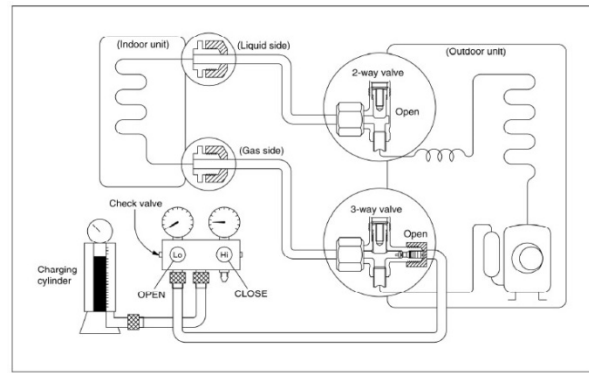 (Indoor unit)
(Liquid side)
(Outdoor unit)
2-way valve
Open
(Gas side)
3-way valve
Open
Check valve
Lo
Hi
Charging
cylinder
OPEN
CLOSE